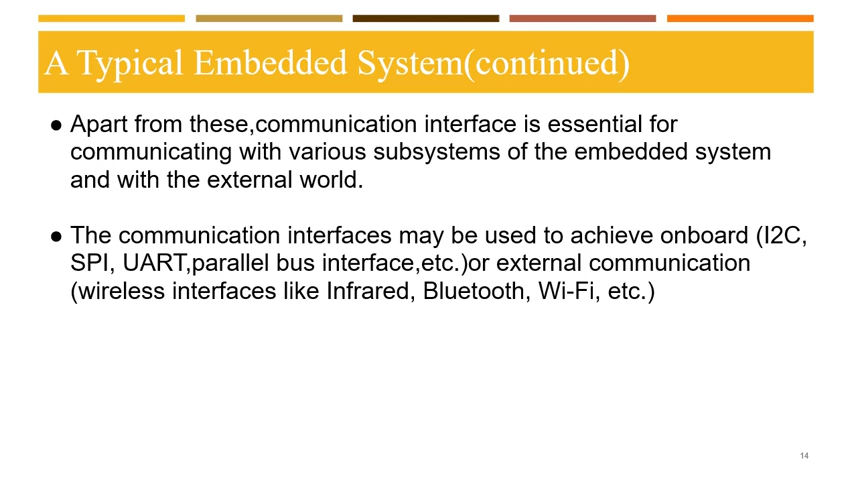 A Typical Embedded System(continued)
● Apart from these,communication interface is essential for
communicating with various subsystems of the embedded system
and with the external world.
● The communication interfaces may be used to achieve onboard (I2C,
SPI, UART,parallel bus interface,etc.)or external communication
(wireless interfaces like Infrared, Bluetooth, Wi-Fi, etc.)
14